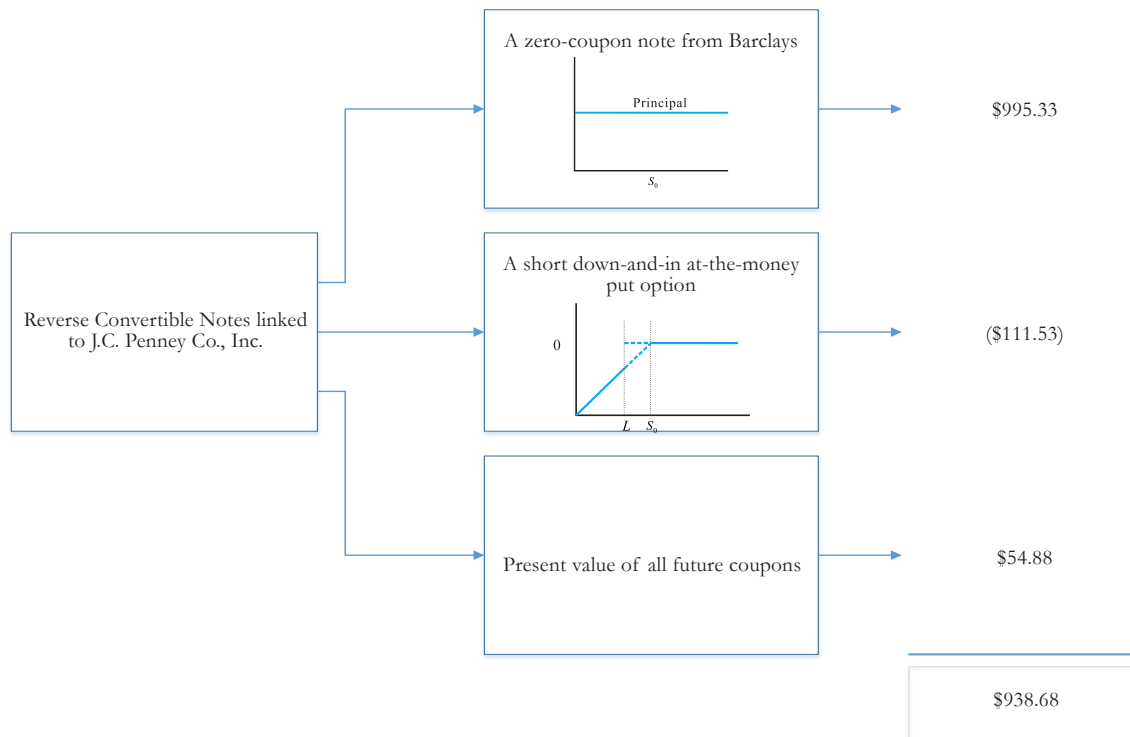 A zero-coupon note from Barclays
Principal
S₀
$995.33
Reverse Convertible Notes linked
to J.C. Penney Co., Inc.
A short down-and-in at-the-money
put option
0
L S₀
($111.53)
Present value of all future coupons
$54.88
$938.68